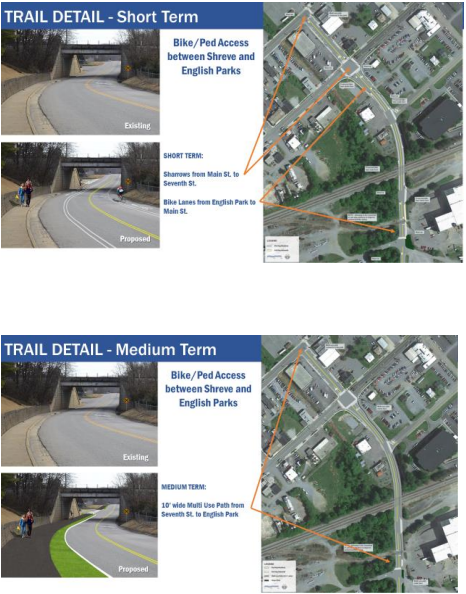 TRAIL DETAIL - Short Term
Bike/Ped Access
between Shreve and
English Parks
Existing
SHORT TERM:
Sharrows from Main St. to
Seventh St.
Bike Lanes from English Park to
Main St.
Proposed
TRAIL DETAIL - Medium Term
Bike/Ped Access
between Shreve and
English Parks
Existing
MEDIUM TERM:
10' wide Multi Use Path from
Seventh St. to English Park
Proposed